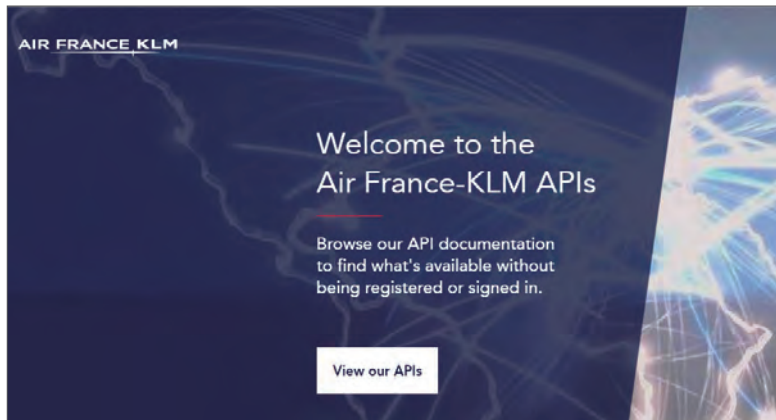 AIR FRANCE KLM
Welcome to the
Air France-KLM APIs
Browse our API documentation
to find what's available without
being registered or signed in.
View our APIs